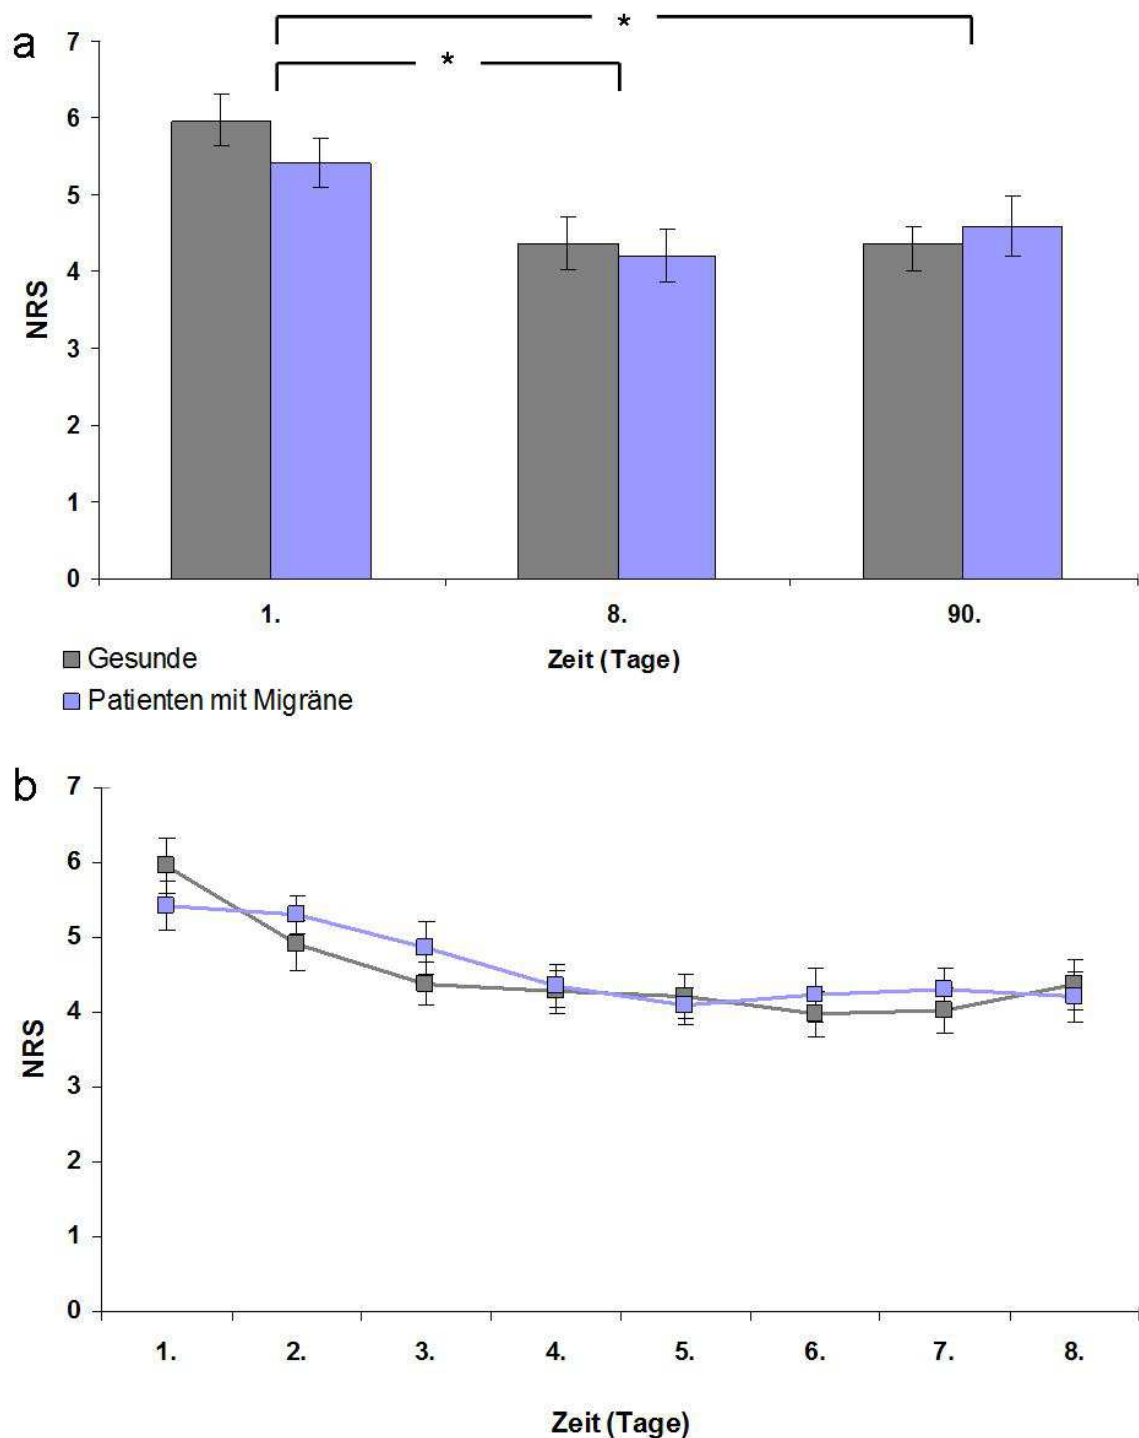 a
*
*
7
6
5
4
3
2
1
0
NRS
1. 8. 90.
Zeit (Tage)
Gesunde
Patienten mit Migräne
b
7
6
5
4
3
2
1
0
NRS
1. 2. 3. 4. 5. 6. 7. 8.
Zeit (Tage)